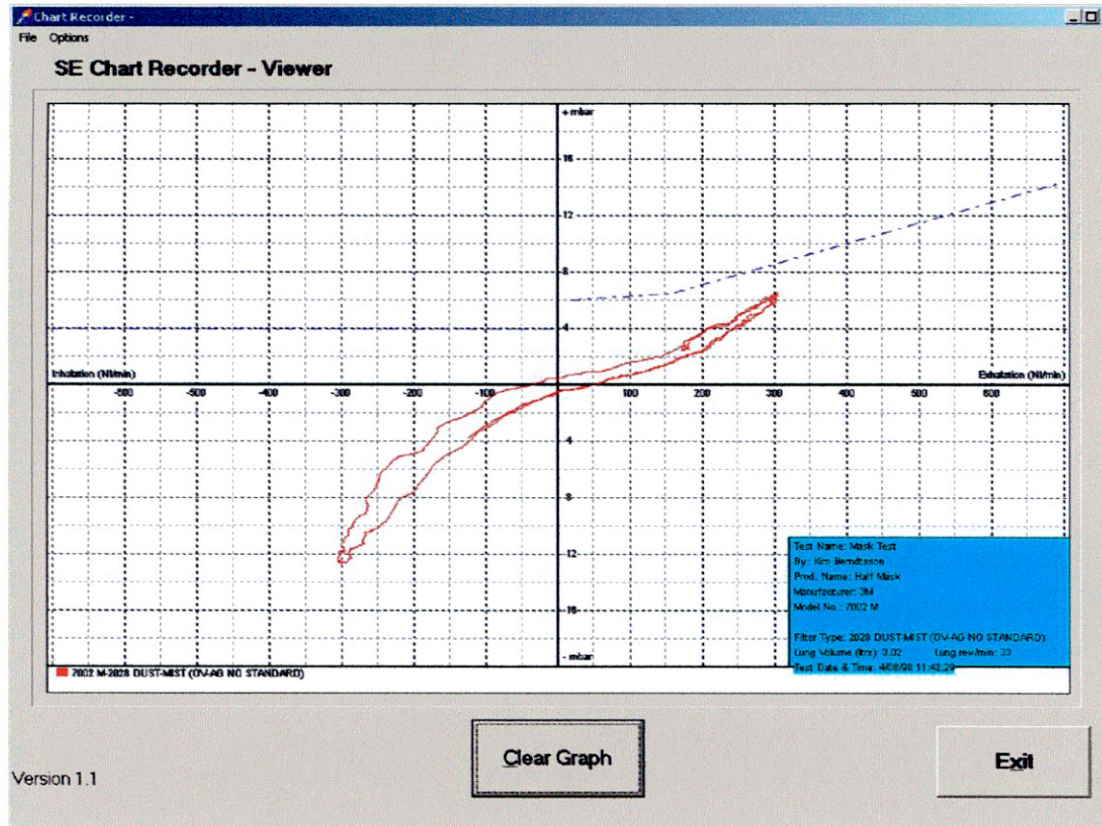 Chart Recorder -
File Options
SE Chart Recorder - Viewer
+ mbar
16
12
8
4
Inhalation (Nl/min)
Exhalation (Nl/min)
-600 -500 -400 -300 -200 -100 100 200 300 400 500 600
-4
-8
-12
-16
- mbar
Test Name: Mask Test
By: Kim Berndtsson
Prod. Name: Half Mask
Manufacturer: 3M
Model No.: 7002 M
Filter Type: 2028 DUST-MIST (OV-AG NO STANDARD)
Lung Volume (ltrs): 3.02 Lung rev/min: 33
Test Date & Time: 4/08/98 11:42:29
7002 M-2028 DUST-MIST (OV-AG NO STANDARD)
Clear Graph
Exit
Version 1.1